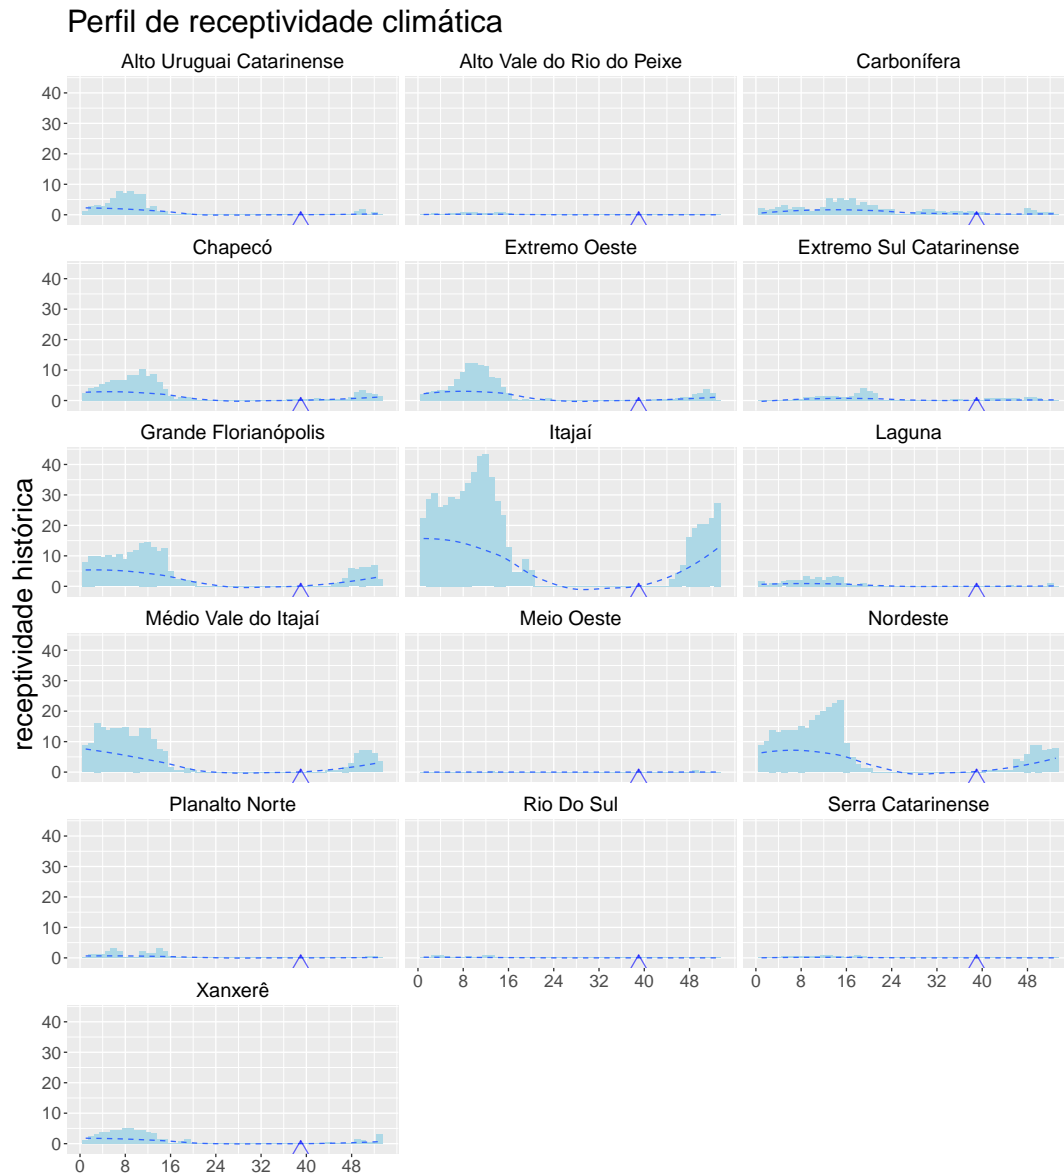 Perfil de receptividade climática
Alto Uruguai Catarinense
Alto Vale do Rio do Peixe
Carbonífera
40
30
20
10
0
Chapecó
Extremo Oeste
Extremo Sul Catarinense
40
30
20
10
0
Grande Florianópolis
Itajaí
Laguna
40
30
20
10
0
receptividade histórica
Médio Vale do Itajaí
Meio Oeste
Nordeste
40
30
20
10
0
Planalto Norte
Rio Do Sul
Serra Catarinense
40
30
20
10
0
0 8 16 24 32 40 48
0 8 16 24 32 40 48
Xanxerê
40
30
20
10
0
0 8 16 24 32 40 48